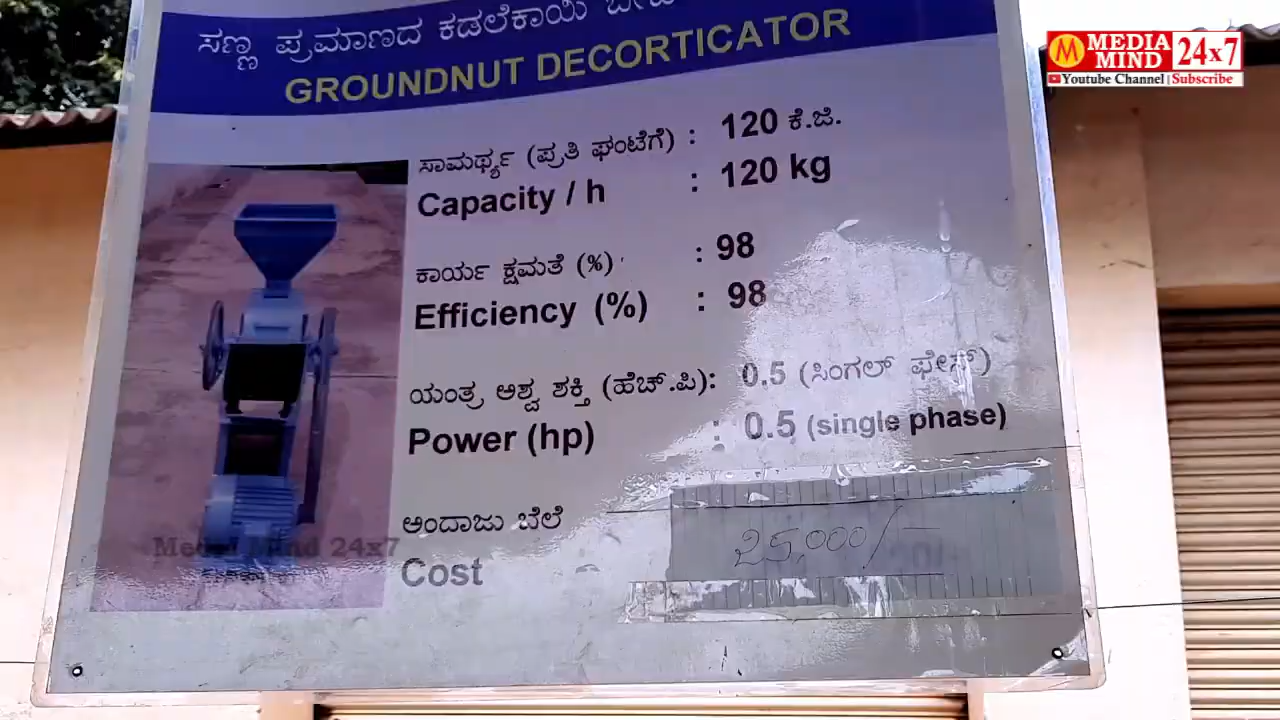 ಸಣ್ಣ ಪ್ರಮಾಣದ ಕಡಲೆಕಾಯಿ
GROUNDNUT DECORTICATOR
MEDIA MIND 24x7
Youtube Channel | Subscribe
ಸಾಮರ್ಥ್ಯ (ಪ್ರತಿ ಘಂಟೆಗೆ) : 120 ಕೆ.ಜಿ.
Capacity / h : 120 kg
ಕಾರ್ಯ ಕ್ಷಮತೆ (%) : 98
Efficiency (%) : 98
ಯಂತ್ರ ಅಶ್ವ ಶಕ್ತಿ (ಹೆಚ್.ಪಿ): 0.5 (ಸಿಂಗಲ್ ಫೇಸ್)
Power (hp) : 0.5 (single phase)
ಅಂದಾಜು ಬೆಲೆ
25,000/-
Cost
Media Mind 24x7